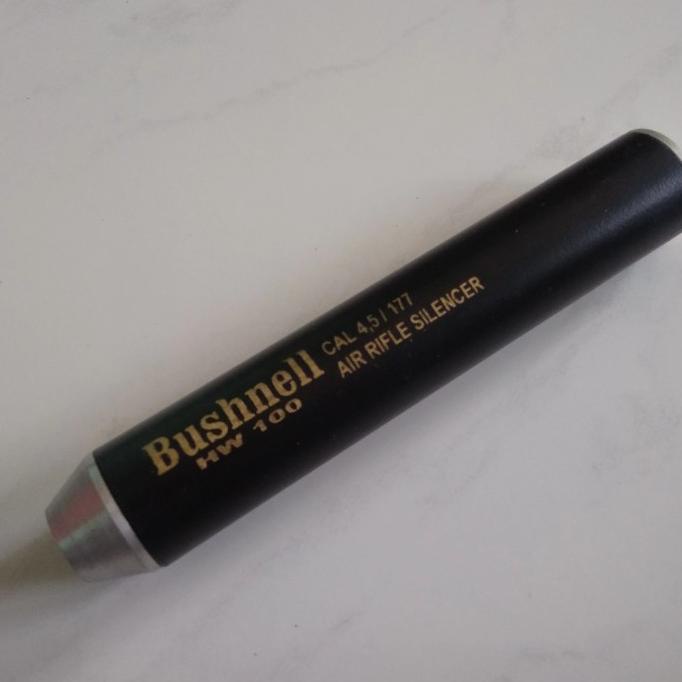 Bushnell
HW 100
CAL 4,5 / 177
AIR RIFLE SILENCER